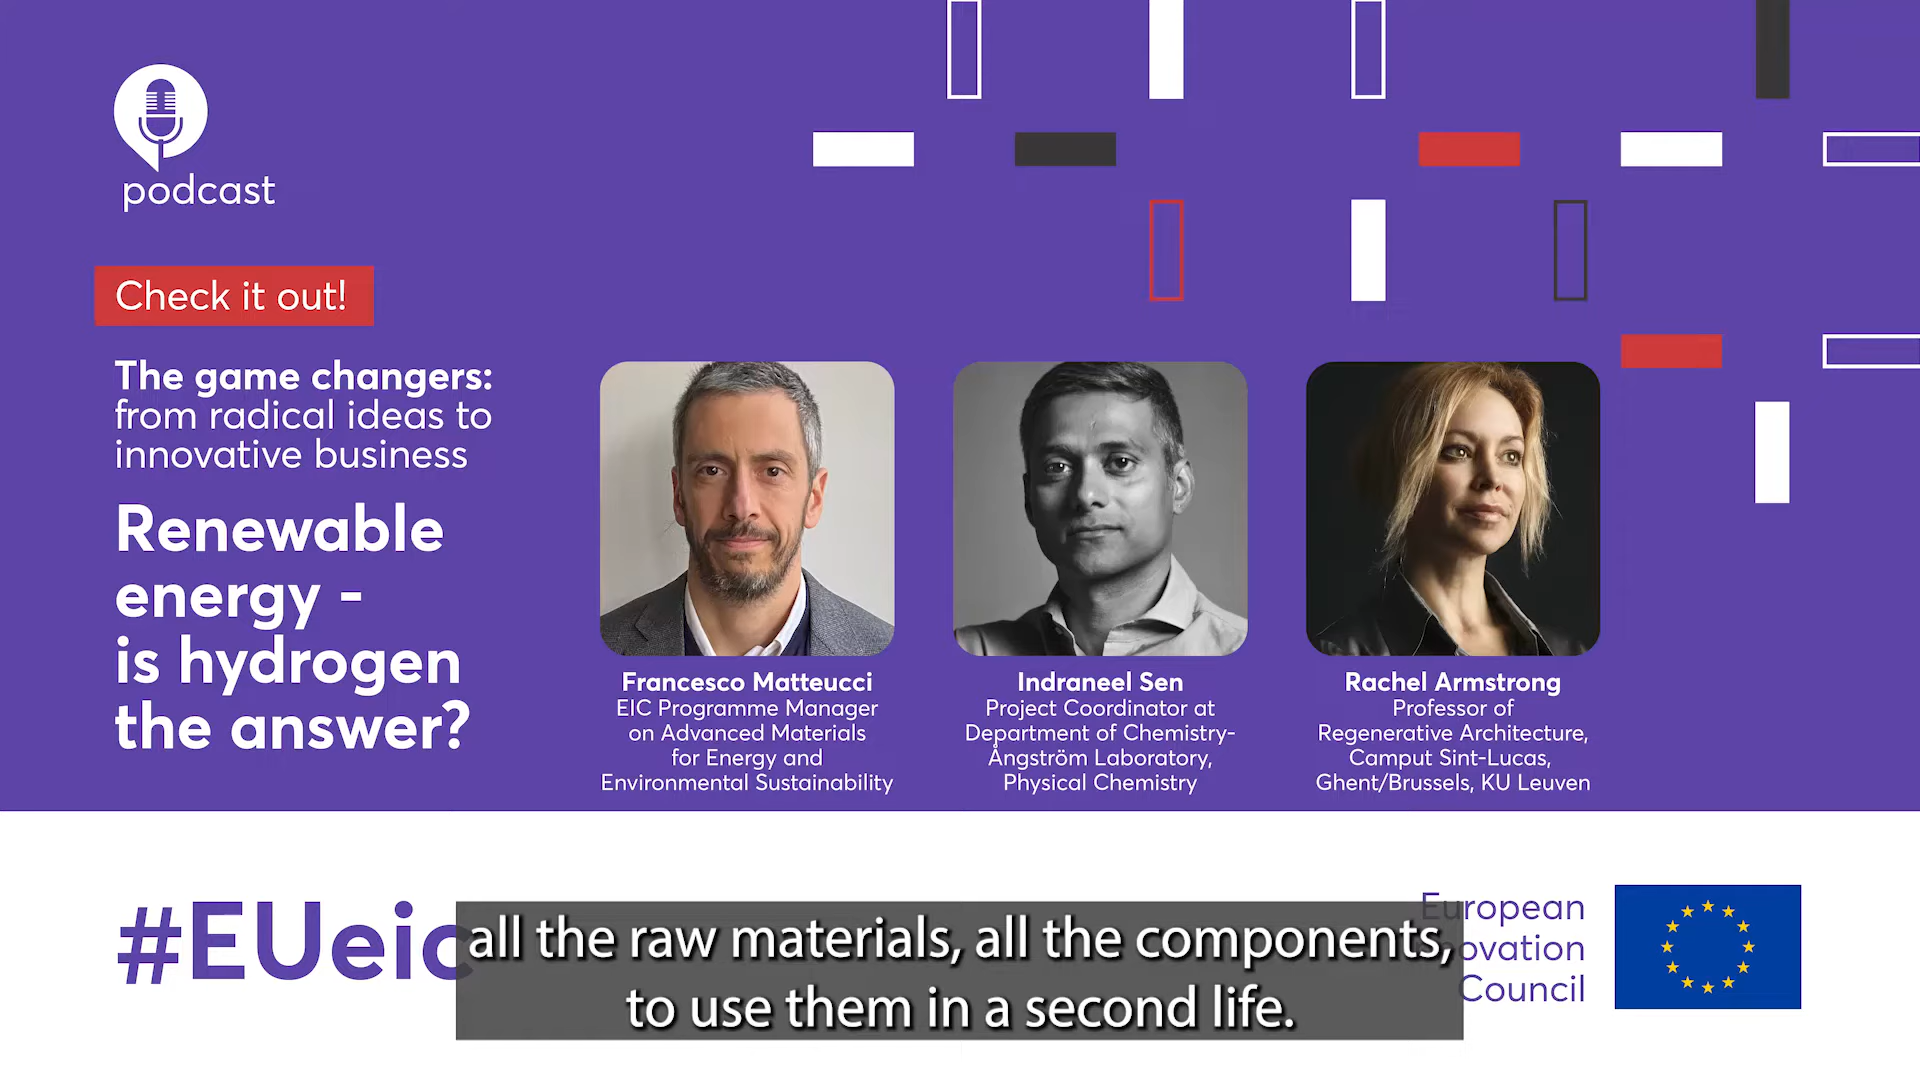 podcast
Check it out!
The game changers:
from radical ideas to
innovative business
Renewable
energy -
is hydrogen
the answer?
Francesco Matteucci
EIC Programme Manager
on Advanced Materials
for Energy and
Environmental Sustainability
Indraneel Sen
Project Coordinator at
Department of Chemistry-
Ångström Laboratory,
Physical Chemistry
Rachel Armstrong
Professor of
Regenerative Architecture,
Camput Sint-Lucas,
Ghent/Brussels, KU Leuven
#EUeic
European
ovation
Council
all the raw materials, all the components,
to use them in a second life.